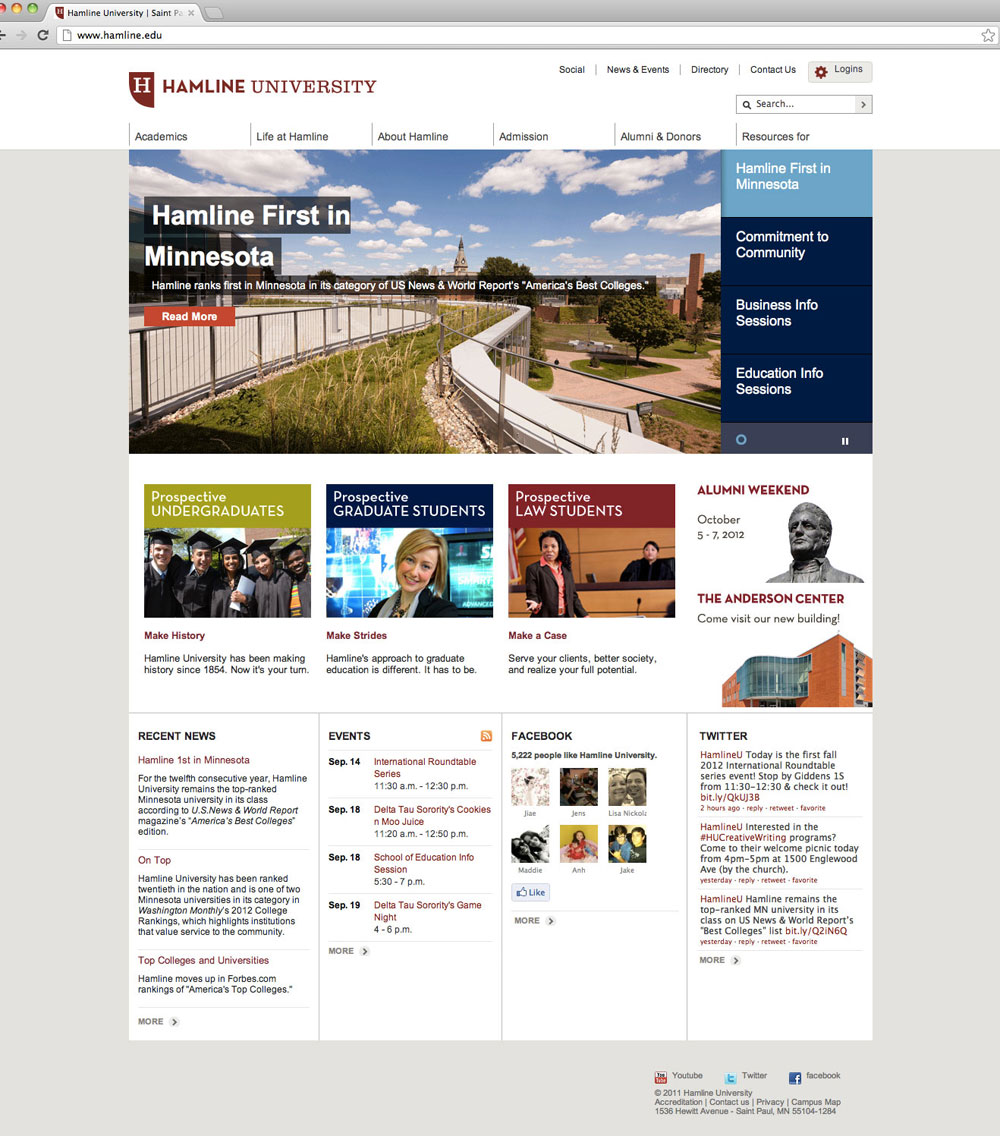 Hamline University | Saint Pa
www.hamline.edu
Social | News & Events | Directory | Contact Us
Logins
H HAMLINE UNIVERSITY
Search...
Academics
Life at Hamline
About Hamline
Admission
Alumni & Donors
Resources for
Hamline First in
Minnesota
Hamline ranks first in Minnesota in its category of US News & World Report's "America's Best Colleges."
Read More
Hamline First in
Minnesota
Commitment to
Community
Business Info
Sessions
Education Info
Sessions
Prospective
UNDERGRADUATES
Make History
Hamline University has been making
history since 1854. Now it's your turn.
Prospective
GRADUATE STUDENTS
Make Strides
Hamline's approach to graduate
education is different. It has to be.
Prospective
LAW STUDENTS
Make a Case
Serve your clients, better society,
and realize your full potential.
ALUMNI WEEKEND
October
5 - 7, 2012
THE ANDERSON CENTER
Come visit our new building!
RECENT NEWS
Hamline 1st in Minnesota
For the twelfth consecutive year, Hamline
University remains the top-ranked
Minnesota university in its class
according to U.S.News & World Report
magazine's "America's Best Colleges"
edition.
On Top
Hamline University has been ranked
twentieth in the nation and is one of two
Minnesota universities in its category in
Washington Monthly's 2012 College
Rankings, which highlights institutions
that value service to the community.
Top Colleges and Universities
Hamline moves up in Forbes.com
rankings of "America's Top Colleges."
MORE
EVENTS
Sep. 14 International Roundtable
Series
11:30 a.m. - 12:30 p.m.
Sep. 18 Delta Tau Sorority's Cookies
n Moo Juice
11:20 a.m. - 12:50 p.m.
Sep. 18 School of Education Info
Session
5:30 - 7 p.m.
Sep. 19 Delta Tau Sorority's Game
Night
4 - 6 p.m.
MORE
FACEBOOK
5,222 people like Hamline University.
Jiae Jens Lisa Nickola
Maddie Anh Jake
Like
MORE
TWITTER
HamlineU Today is the first fall
2012 International Roundtable
series event! Stop by Giddens 1S
from 11:30-12:30 & check it out!
bit.ly/QkUJ3B
2 hours ago · reply · retweet · favorite
HamlineU Interested in the
#HUCreativeWriting programs?
Come to their welcome picnic today
from 4pm-5pm at 1500 Englewood
Ave (by the church).
yesterday · reply · retweet · favorite
HamlineU Hamline remains the
top-ranked MN university in its
class on US News & World Report's
"Best Colleges" list bit.ly/Q2iN6Q
yesterday · reply · retweet · favorite
MORE
Youtube Twitter facebook
© 2011 Hamline University
Accreditation | Contact us | Privacy | Campus Map
1536 Hewitt Avenue - Saint Paul, MN 55104-1284